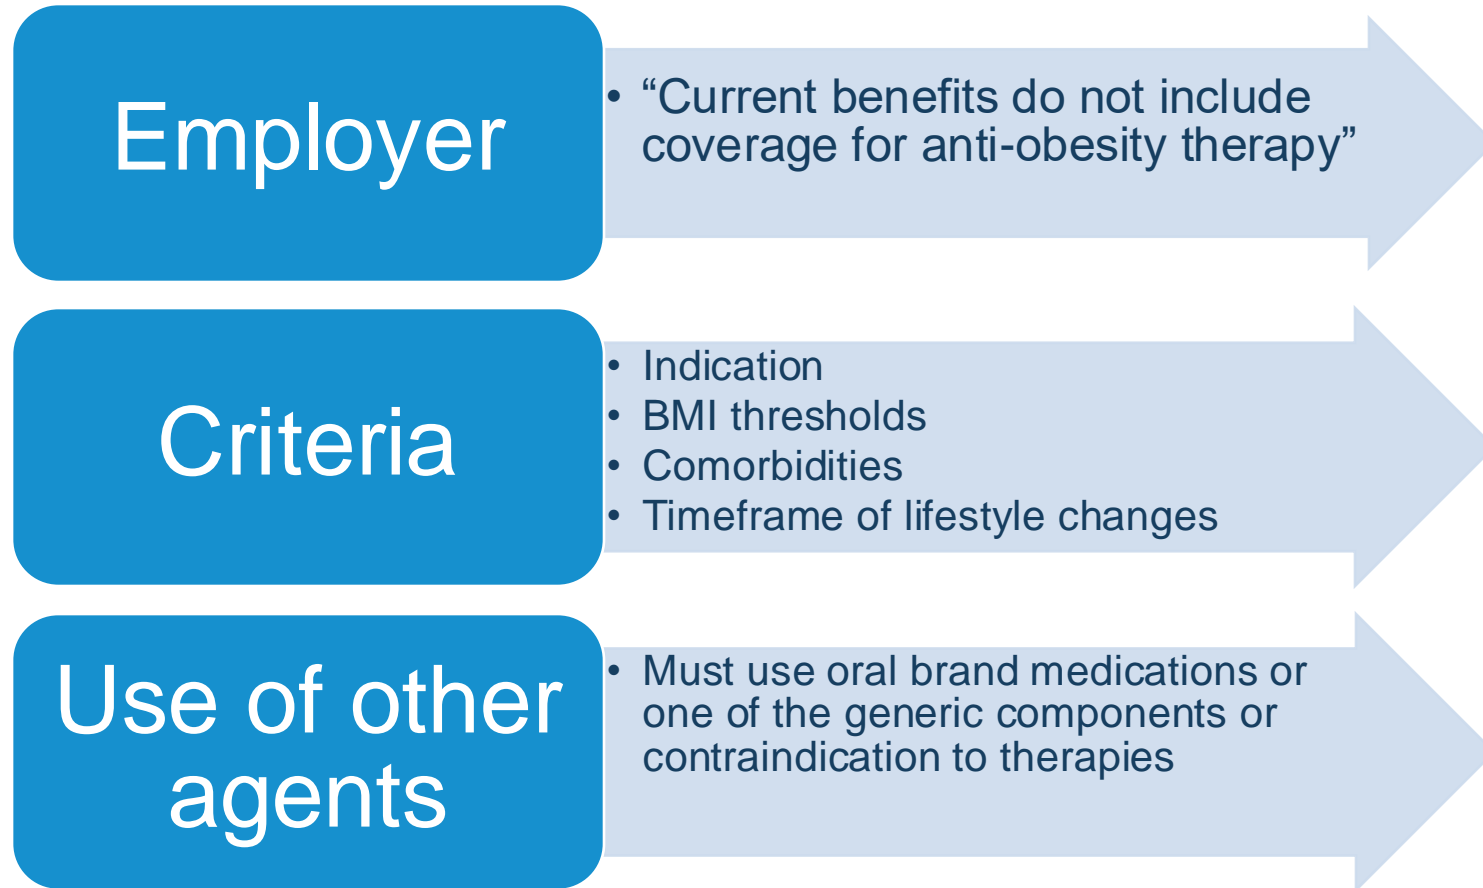 Employer
• “Current benefits do not include
coverage for anti-obesity therapy”
Criteria
• Indication
• BMI thresholds
• Comorbidities
• Timeframe of lifestyle changes
Use of other
agents
• Must use oral brand medications or
one of the generic components or
contraindication to therapies